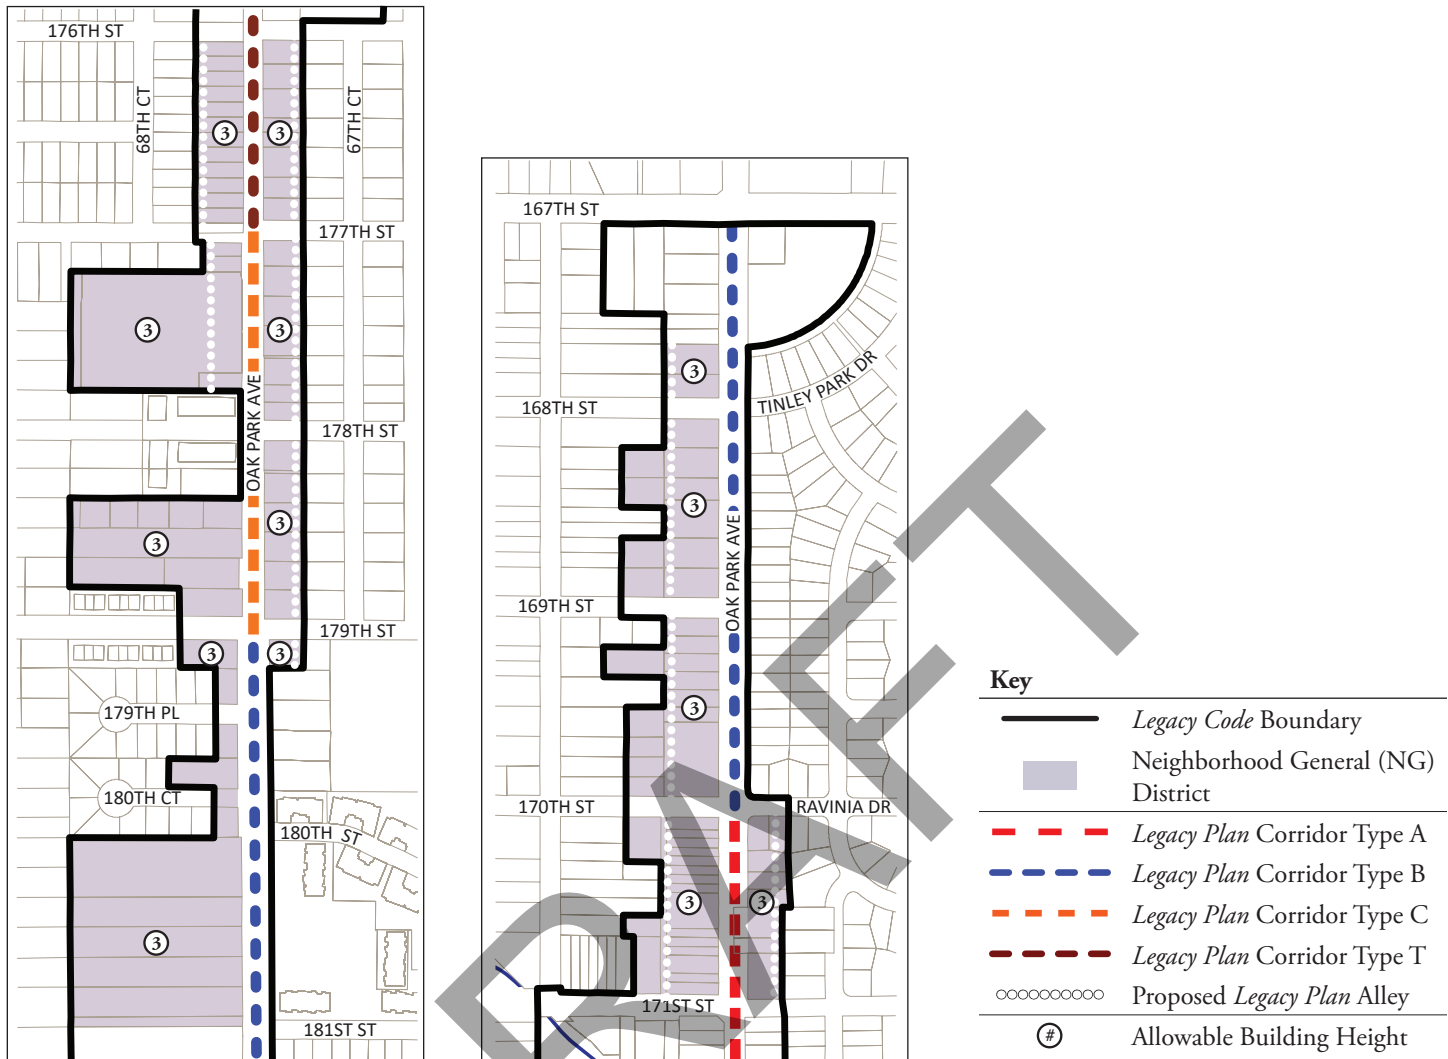 176TH ST
68TH CT
67TH CT
3
3
177TH ST
3
3
OAK PARK AVE
178TH ST
3
3
179TH ST
3
3
179TH PL
180TH CT
180TH ST
3
181ST ST
167TH ST
3
TINLEY PARK DR
168TH ST
3
OAK PARK AVE
169TH ST
3
170TH ST
RAVINIA DR
3
3
171ST ST
DRAFT
Key
Legacy Code Boundary
Neighborhood General (NG)
District
Legacy Plan Corridor Type A
Legacy Plan Corridor Type B
Legacy Plan Corridor Type C
Legacy Plan Corridor Type T
Proposed Legacy Plan Alley
# Allowable Building Height